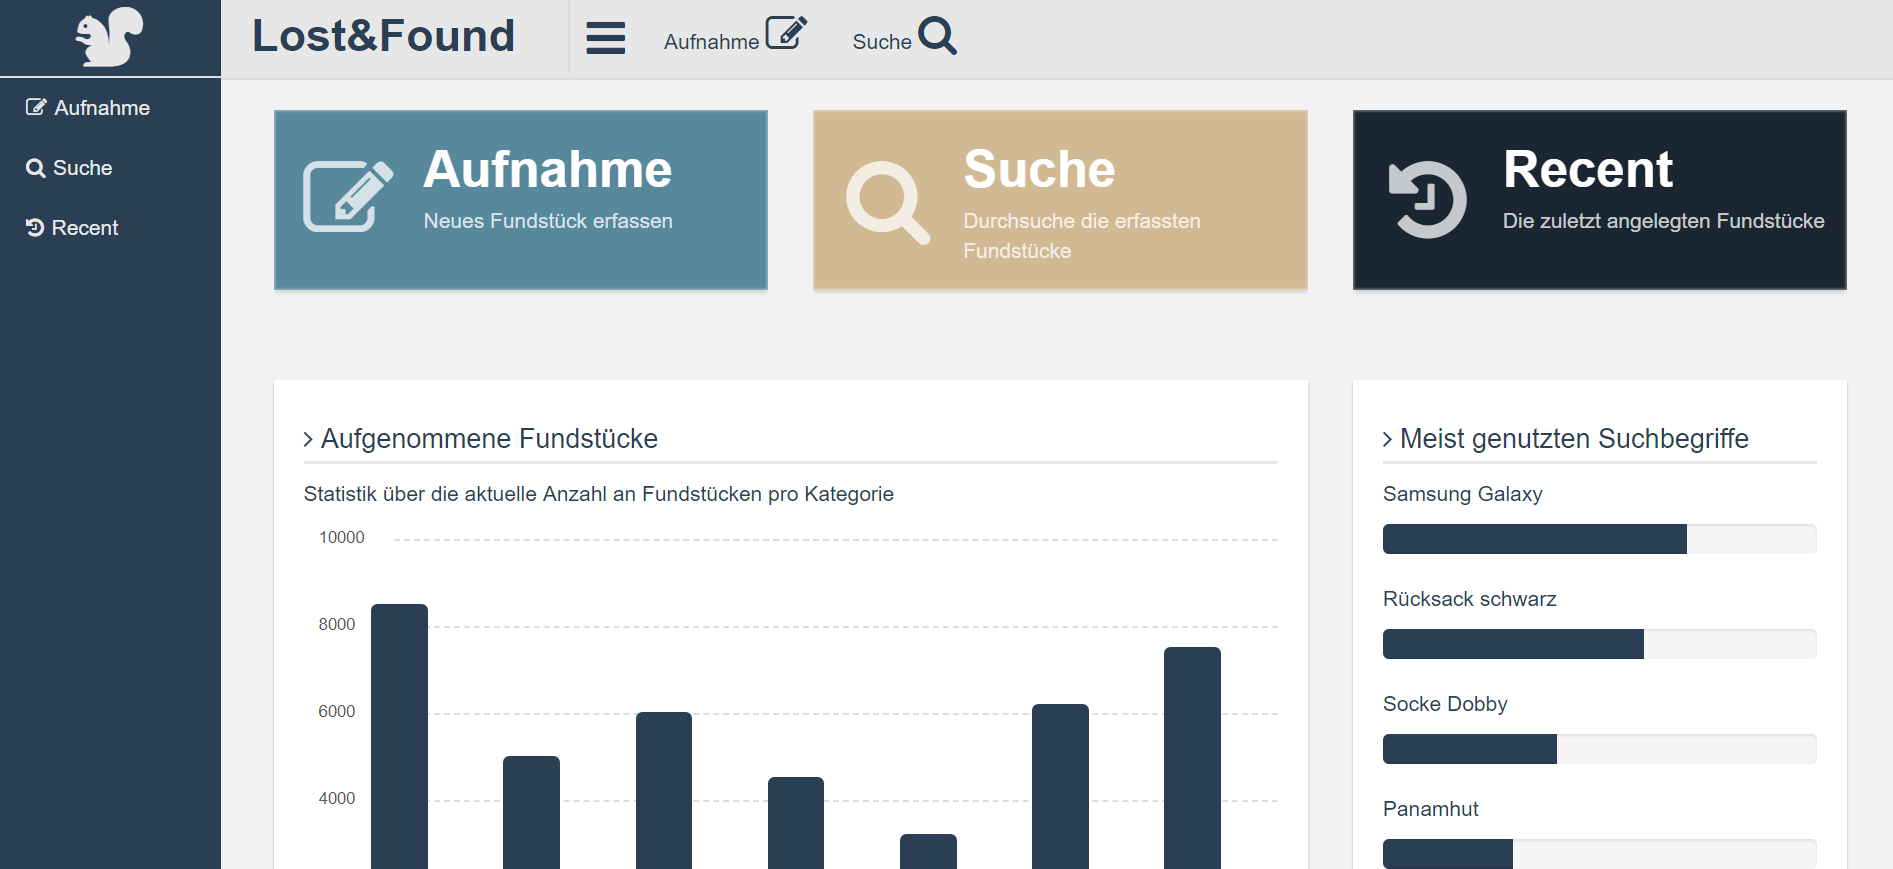 Lost&Found
Aufnahme
Suche
Aufnahme
Suche
Recent
Aufnahme
Neues Fundstück erfassen
Suche
Durchsuche die erfassten
Fundstücke
Recent
Die zuletzt angelegten Fundstücke
Aufgenommene Fundstücke
Statistik über die aktuelle Anzahl an Fundstücken pro Kategorie
10000
8000
6000
4000
Meist genutzten Suchbegriffe
Samsung Galaxy
Rücksack schwarz
Socke Dobby
Panamhut